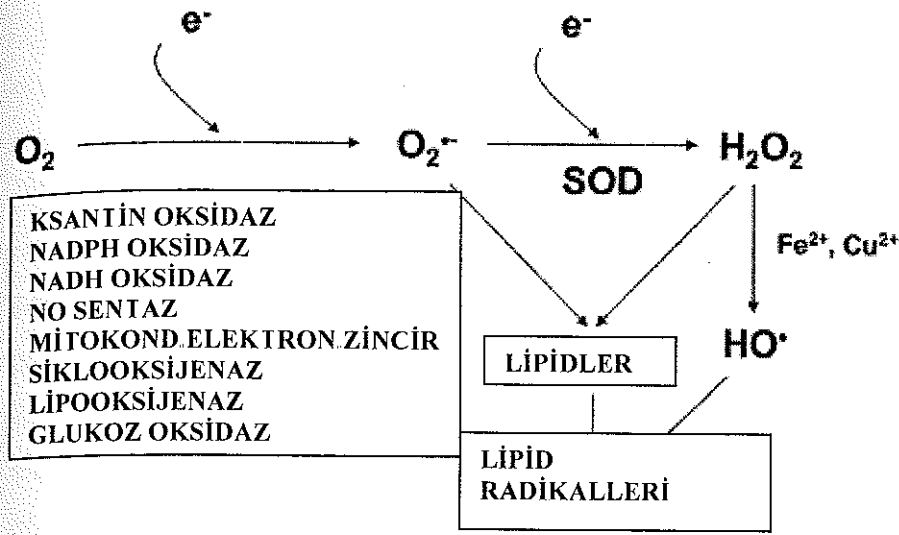 e⁻ e⁻
O₂ O₂•⁻ H₂O₂
SOD
KSANTİN OKSİDAZ
NADPH OKSİDAZ
NADH OKSİDAZ
NO SENTAZ
MİTOKOND.ELEKTRON.ZİNCİR
SİKLOOKSİJENAZ
LİPOOKSİJENAZ
GLUKOZ OKSİDAZ
Fe²⁺, Cu²⁺
LİPİDLER
HO•
LİPİD
RADİKALLERİ